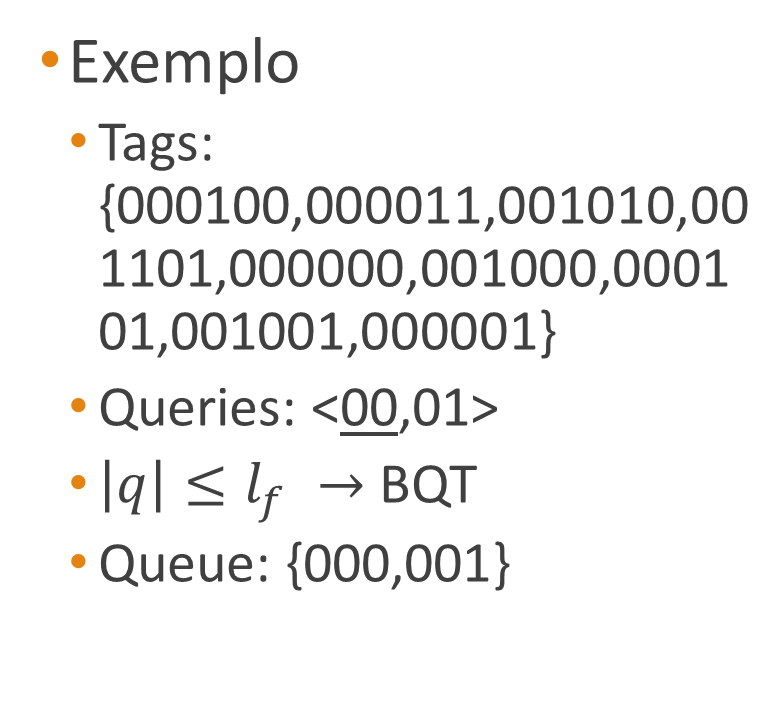 •Exemplo
• Tags:
{000100,000011,001010,00
1101,000000,001000,0001
01,001001,000001}
• Queries: <00,01>
• |q| ≤ l_f → BQT
• Queue: {000,001}